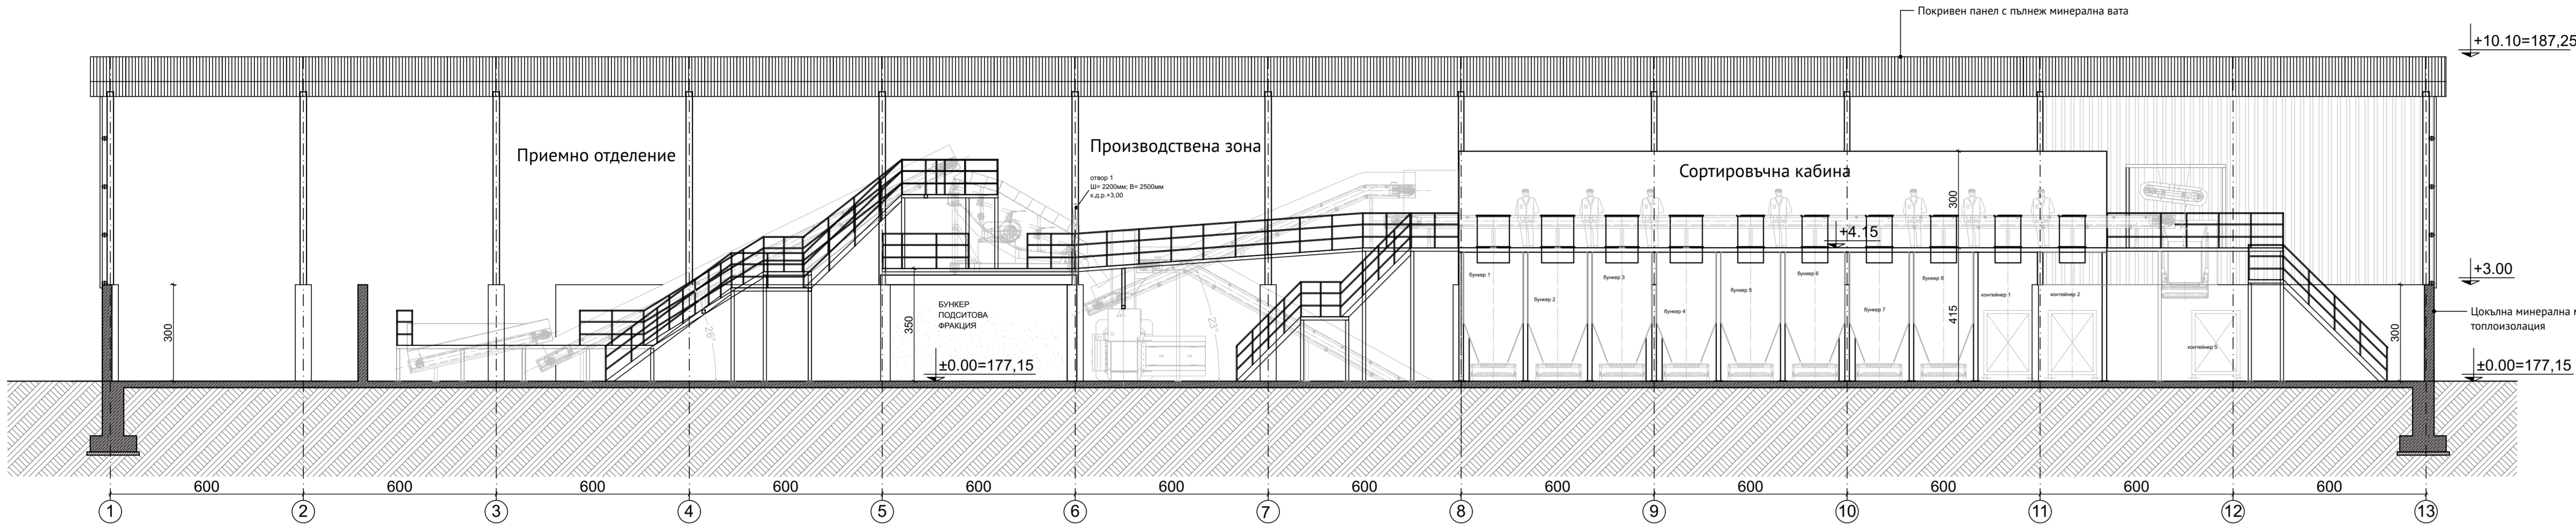 Покривен панел с пълнеж минерална вата
+10.10=187,25
Приемно отделение
Производствена зона
отвор 1
Ш= 2200мм; В= 2500мм
к.д.р.+3,00
Сортировъчна кабина
300
+4.15
+3.00
бункер 1
бункер 2
бункер 3
бункер 4
бункер 5
бункер 6
бункер 7
бункер 8
контейнер 1
контейнер 2
контейнер 5
415
300
БУНКЕР
ПОДСИТОВА
ФРАКЦИЯ
350
26°
23°
300
Цокълна минерална
топлоизолация
±0.00=177,15
±0.00=177,15
600 600 600 600 600 600 600 600 600 600 600 600
1 2 3 4 5 6 7 8 9 10 11 12 13